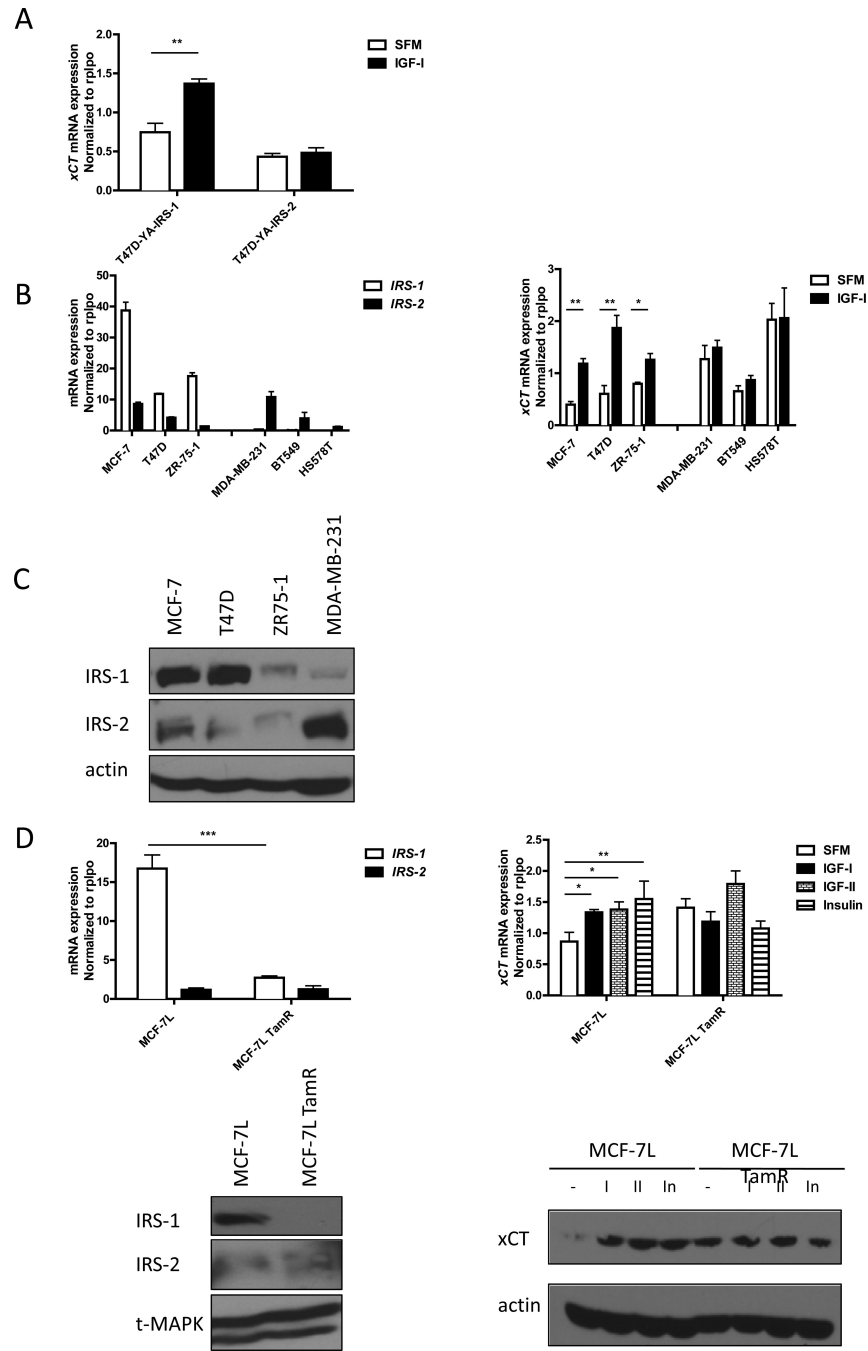 A
xCT mRNA expression
Normalized to rplpo
2.0
1.5
1.0
0.5
0.0
**
SFM
IGF-I
T47D-YA-IRS-1
T47D-YA-IRS-2
B
mRNA expression
Normalized to rplpo
50
40
30
20
10
0
IRS-1
IRS-2
MCF-7
T47D
ZR-75-1
MDA-MB-231
BT549
HS578T
xCT mRNA expression
Normalized to rplpo
3
2
1
0
**
**
*
SFM
IGF-I
MCF-7
T47D
ZR-75-1
MDA-MB-231
BT549
HS578T
C
MCF-7
T47D
ZR75-1
MDA-MB-231
IRS-1
IRS-2
actin
D
mRNA expression
Normalized to rplpo
20
15
10
5
0
***
IRS-1
IRS-2
MCF-7L
MCF-7L TamR
xCT mRNA expression
Normalized to rplpo
2.5
2.0
1.5
1.0
0.5
0.0
**
*
*
SFM
IGF-I
IGF-II
Insulin
MCF-7L
MCF-7L TamR
MCF-7L
MCF-7L TamR
IRS-1
IRS-2
t-MAPK
MCF-7L
MCF-7L
TamR
- I II In - I II In
xCT
actin